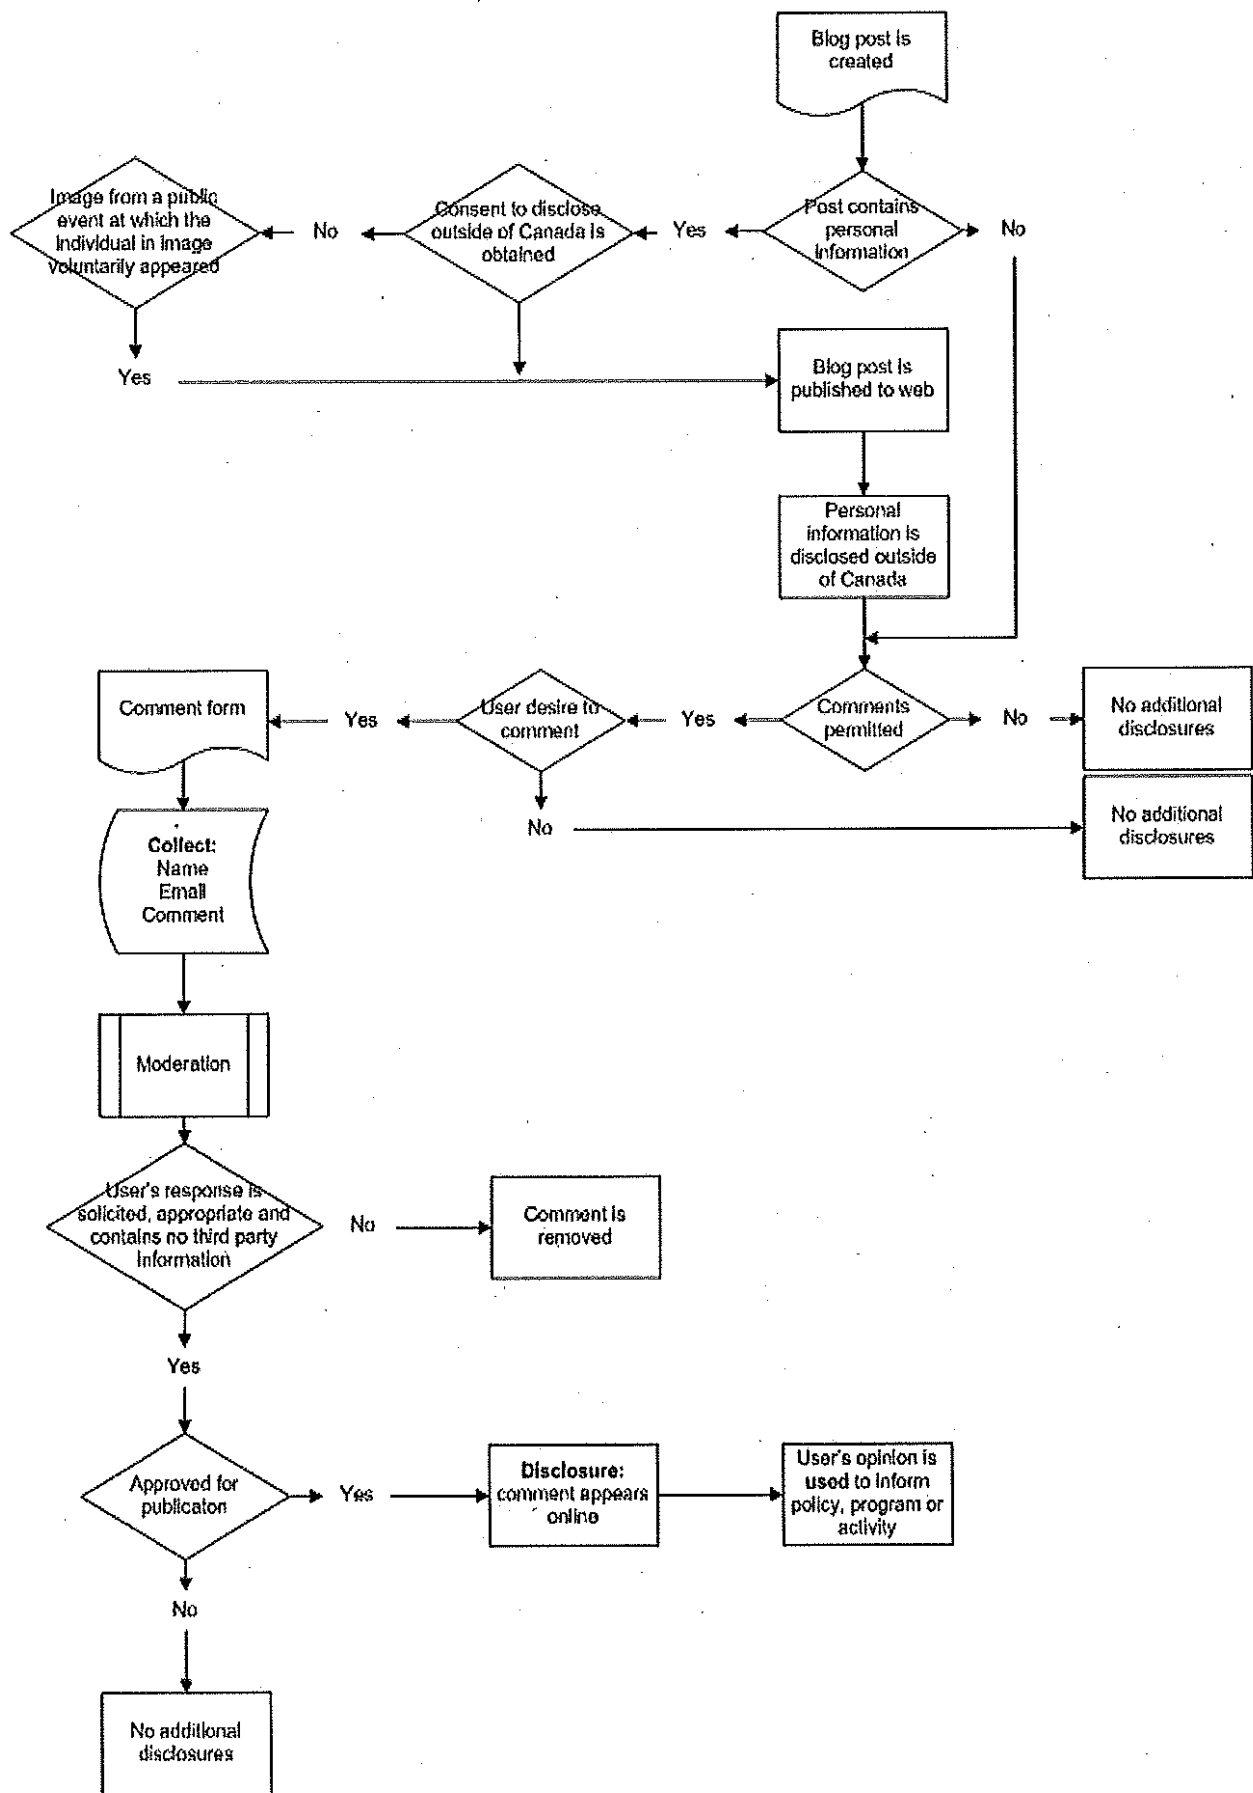 Blog post is
created
Image from a public
event at which the
individual in image
voluntarily appeared
No
Consent to disclose
outside of Canada is
obtained
Yes
Post contains
personal
information
No
Yes
Blog post is
published to web
Personal
information is
disclosed outside
of Canada
Comment form
Yes
User desire to
comment
Yes
Comments
permitted
No
No additional
disclosures
No
No additional
disclosures
Collect:
Name
Email
Comment
Moderation
User's response is
solicited, appropriate and
contains no third party
information
No
Comment is
removed
Yes
Approved for
publicaton
Yes
Disclosure:
comment appears
online
User's opinion is
used to inform
policy, program or
activity
No
No additional
disclosures